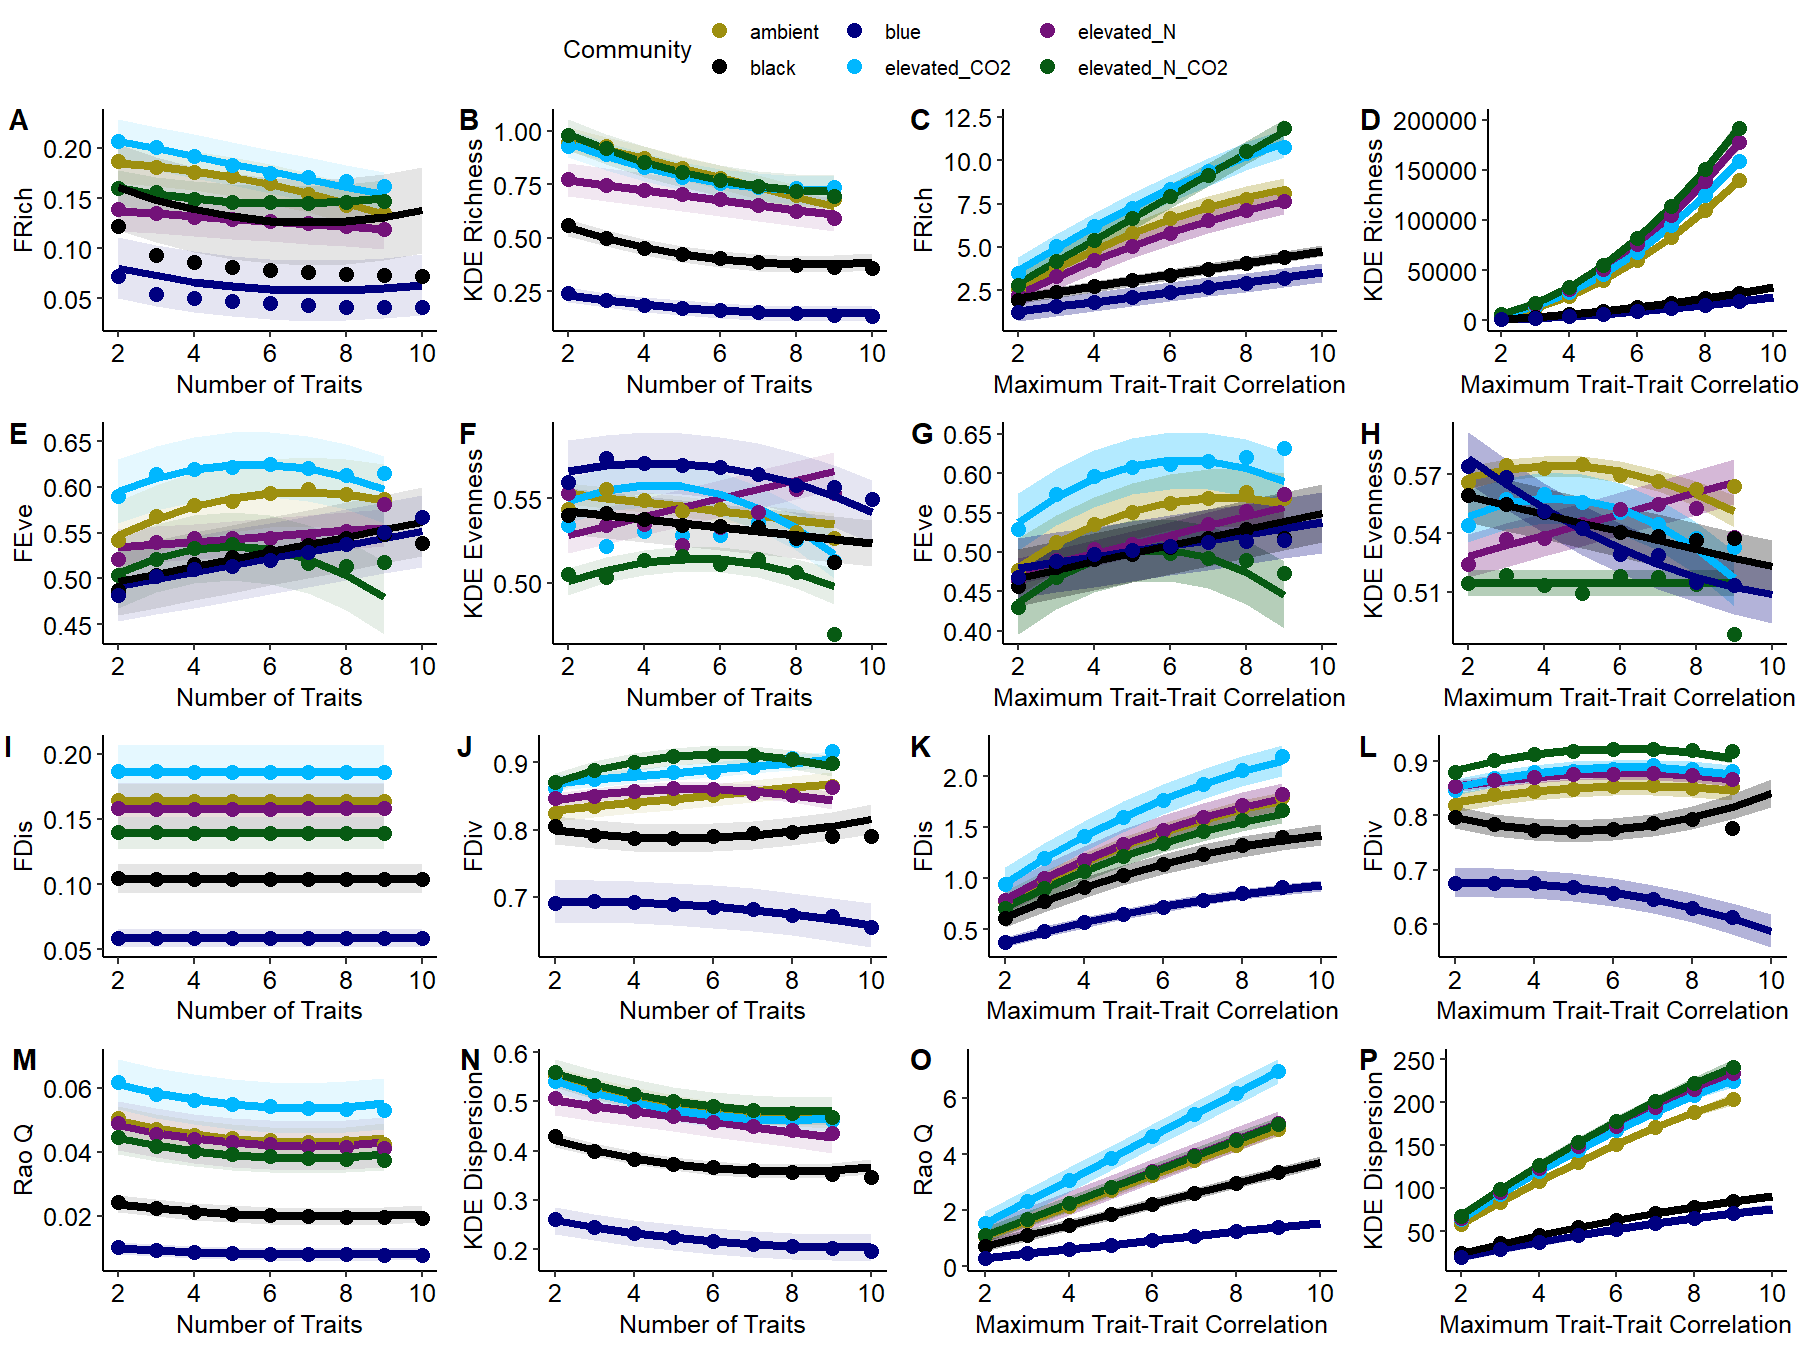 Community
ambient
blue
elevated_N
black
elevated_CO2
elevated_N_CO2
A
FRich
0.20
0.15
0.10
0.05
2 4 6 8 10
Number of Traits
B
KDE Richness
1.00
0.75
0.50
0.25
2 4 6 8 10
Number of Traits
C
FRich
12.5
10.0
7.5
5.0
2.5
2 4 6 8 10
Maximum Trait-Trait Correlation
D
KDE Richness
200000
150000
100000
50000
0
2 4 6 8 10
Maximum Trait-Trait Correlatio
E
FEve
0.65
0.60
0.55
0.50
0.45
2 4 6 8 10
Number of Traits
F
KDE Evenness
0.55
0.50
2 4 6 8 10
Number of Traits
G
FEve
0.65
0.60
0.55
0.50
0.45
0.40
2 4 6 8 10
Maximum Trait-Trait Correlation
H
KDE Evenness
0.57
0.54
0.51
2 4 6 8 10
Maximum Trait-Trait Correlation
I
FDis
0.20
0.15
0.10
0.05
2 4 6 8 10
Number of Traits
J
FDiv
0.9
0.8
0.7
2 4 6 8 10
Number of Traits
K
FDis
2.0
1.5
1.0
0.5
2 4 6 8 10
Maximum Trait-Trait Correlation
L
FDiv
0.9
0.8
0.7
0.6
2 4 6 8 10
Maximum Trait-Trait Correlation
M
Rao Q
0.06
0.04
0.02
2 4 6 8 10
Number of Traits
N
KDE Dispersion
0.6
0.5
0.4
0.3
0.2
2 4 6 8 10
Number of Traits
O
Rao Q
6
4
2
0
2 4 6 8 10
Maximum Trait-Trait Correlation
P
KDE Dispersion
250
200
150
100
50
2 4 6 8 10
Maximum Trait-Trait Correlation